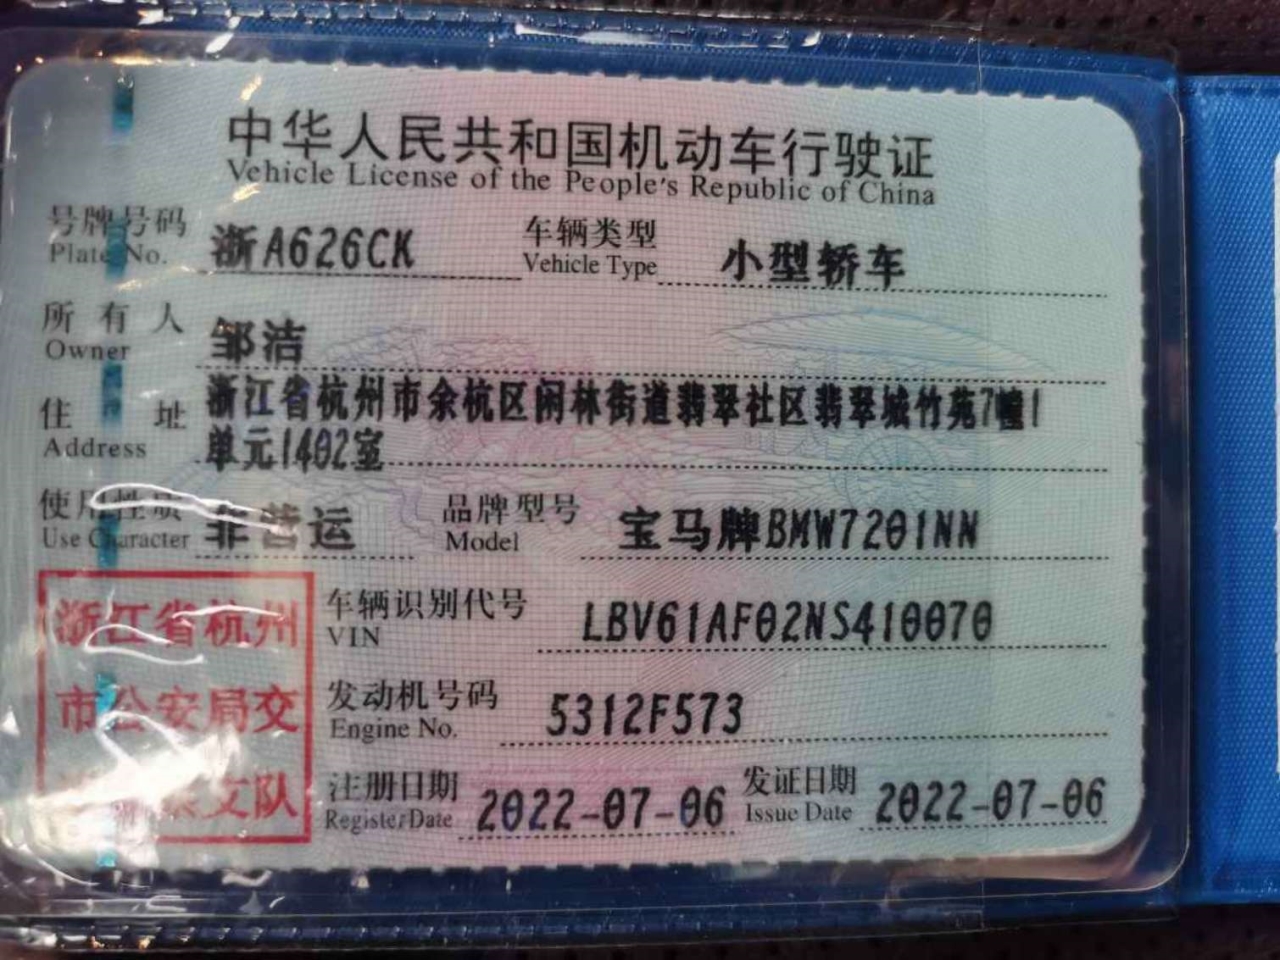 中华人民共和国机动车行驶证
Vehicle License of the People's Republic of China
号牌号码 浙A626CK 车辆类型 小型轿车
Plate No. Vehicle Type
所有人 邹洁
Owner
住址 浙江省杭州市余杭区闲林街道翡翠社区翡翠城竹苑7幢1
Address 单元1402室
使用性质 非营运 品牌型号 宝马牌BMW7201NN
Use Character Model
浙江省杭州 车辆识别代号 LBV61AF02NS410070
VIN
市公安局交 发动机号码 5312F573
Engine No.
支队 注册日期 2022-07-06 发证日期 2022-07-06
Register Date Issue Date